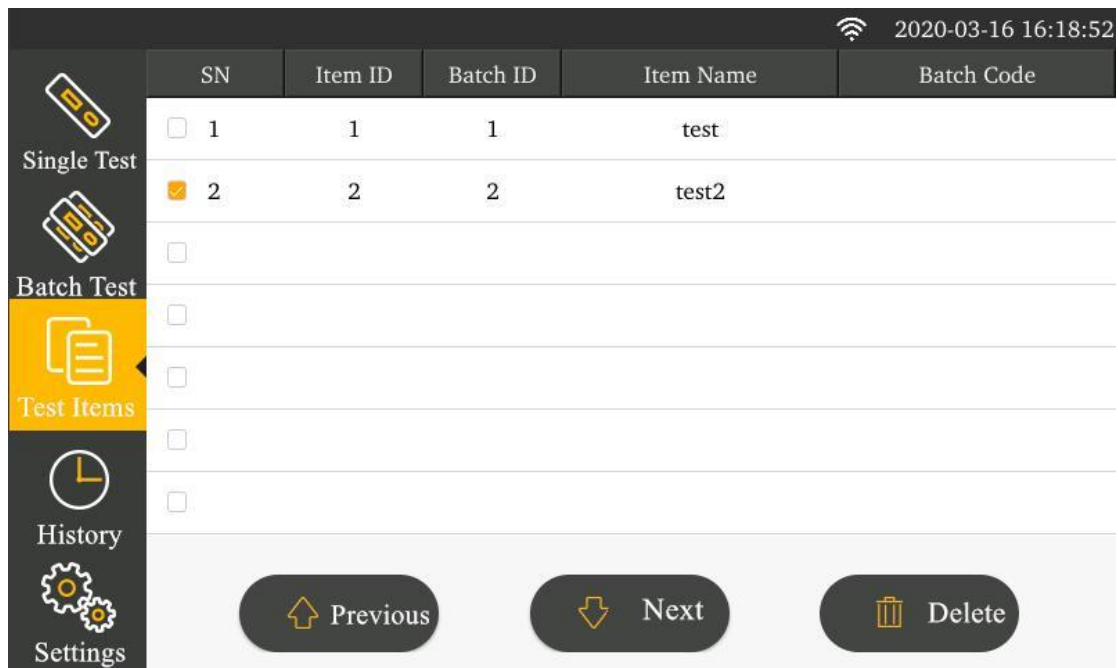 2020-03-16 16:18:52
SN Item ID Batch ID Item Name Batch Code
1 1 1 test
2 2 2 test2
Single Test
Batch Test
Test Items
History
Settings
Previous Next Delete